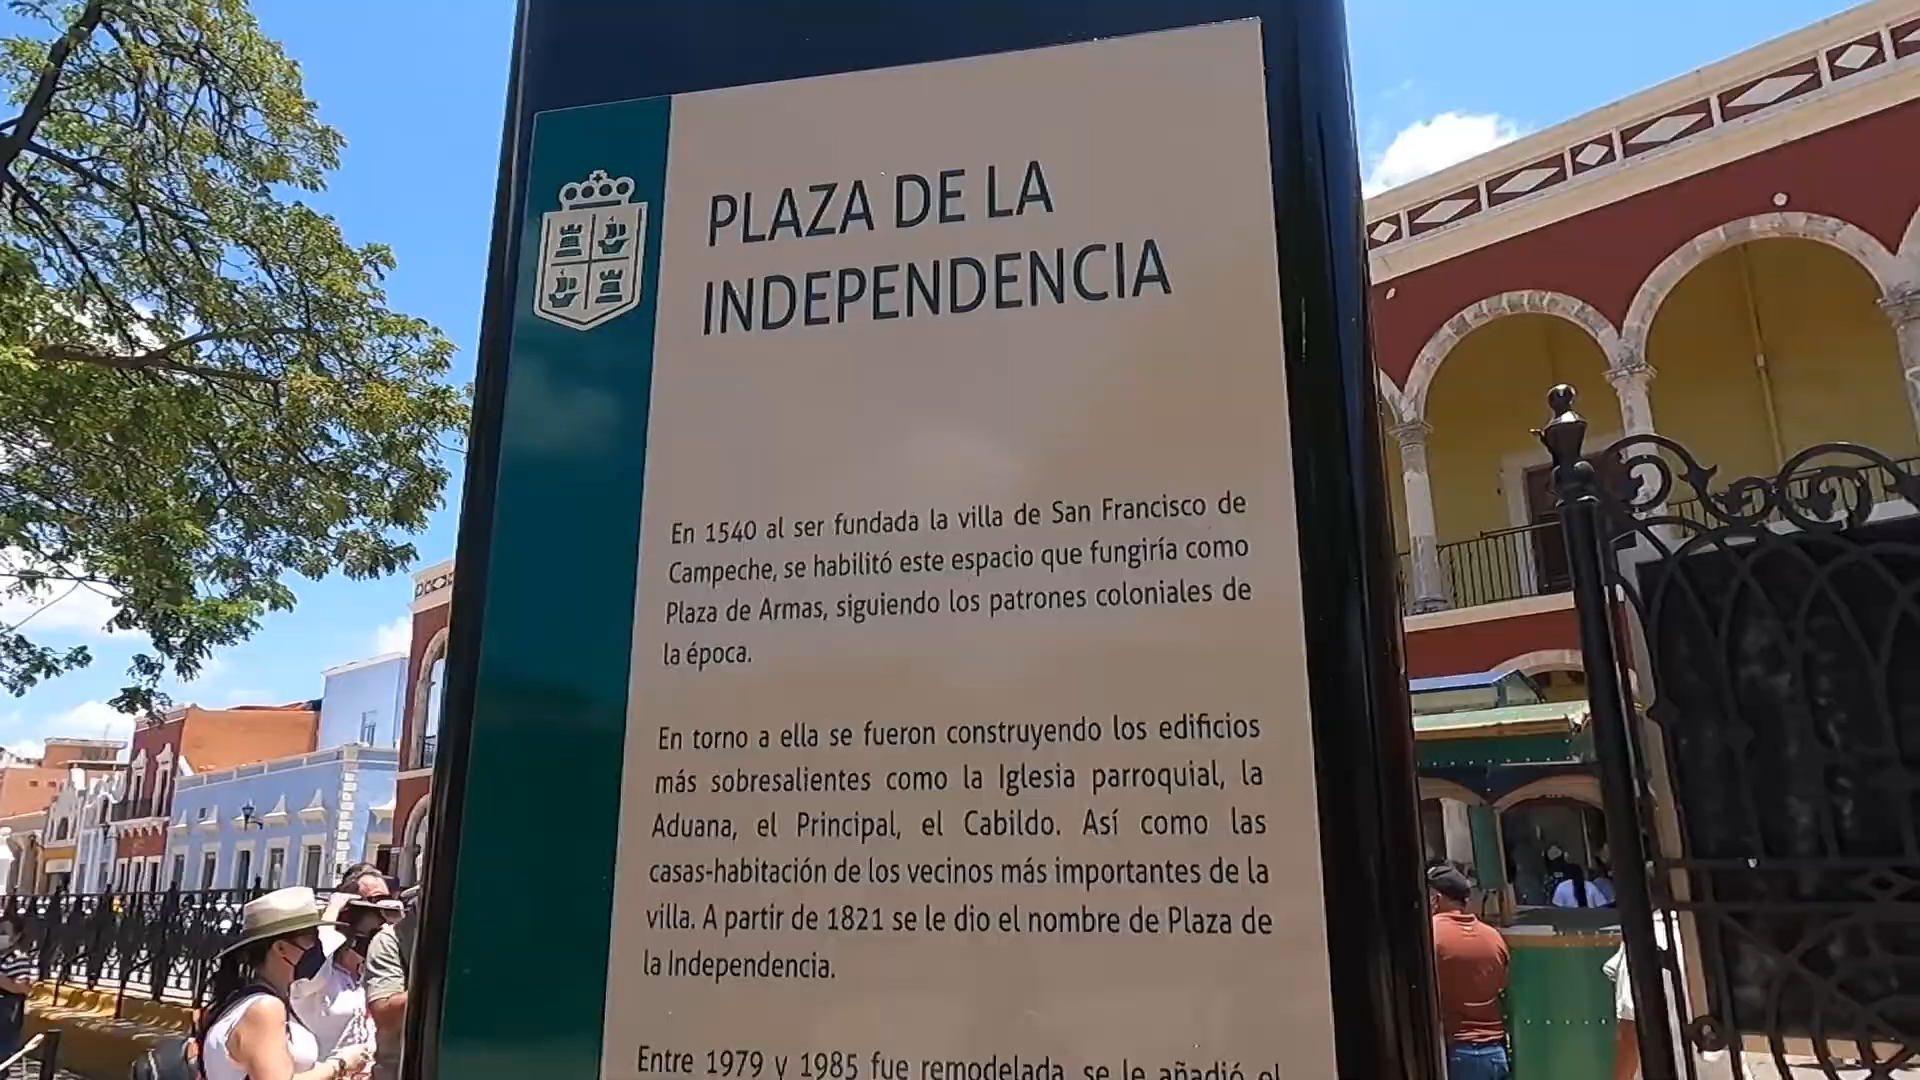 PLAZA DE LA
INDEPENDENCIA
En 1540 al ser fundada la villa de San Francisco de
Campeche, se habilitó este espacio que fungiría como
Plaza de Armas, siguiendo los patrones coloniales de
la época.
En torno a ella se fueron construyendo los edificios
más sobresalientes como la Iglesia parroquial, la
Aduana, el Principal, el Cabildo. Así como las
casas-habitación de los vecinos más importantes de la
villa. A partir de 1821 se le dio el nombre de Plaza de
la Independencia.
Entre 1979 y 1985 fue remodelada, se le añadió el